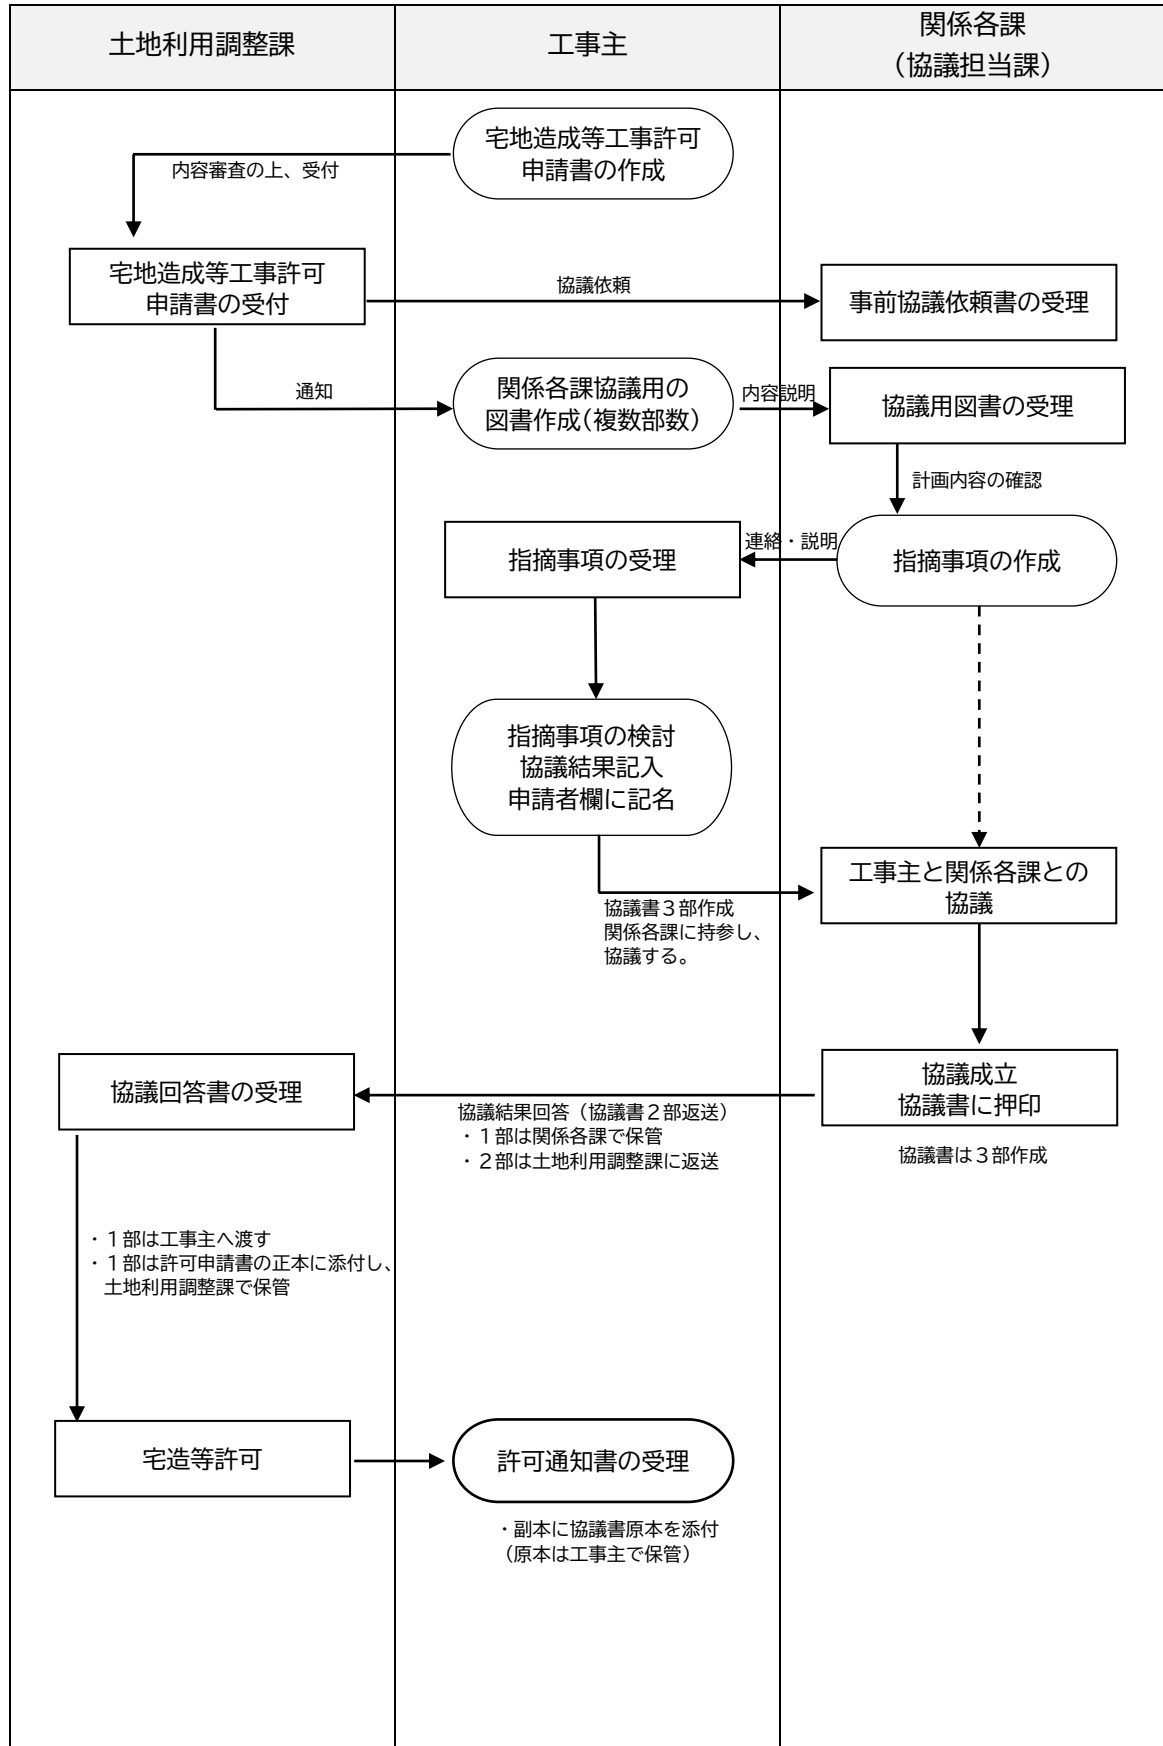 土地利用調整課
工事主
関係各課
（協議担当課）
宅地造成等工事許可
申請書の作成
内容審査の上、受付
宅地造成等工事許可
申請書の受付
協議依頼
事前協議依頼書の受理
通知
関係各課協議用の
図書作成（複数部数）
内容説明
協議用図書の受理
計画内容の確認
指摘事項の受理
連絡・説明
指摘事項の作成
指摘事項の検討
協議結果記入
申請者欄に記名
協議書３部作成
関係各課に持参し、
協議する。
工事主と関係各課との
協議
協議成立
協議書に押印
協議書は３部作成
協議回答書の受理
協議結果回答（協議書２部返送）
・１部は関係各課で保管
・２部は土地利用調整課に返送
・１部は工事主へ渡す
・１部は許可申請書の正本に添付し、
土地利用調整課で保管
宅造等許可
許可通知書の受理
・副本に協議書原本を添付
（原本は工事主で保管）